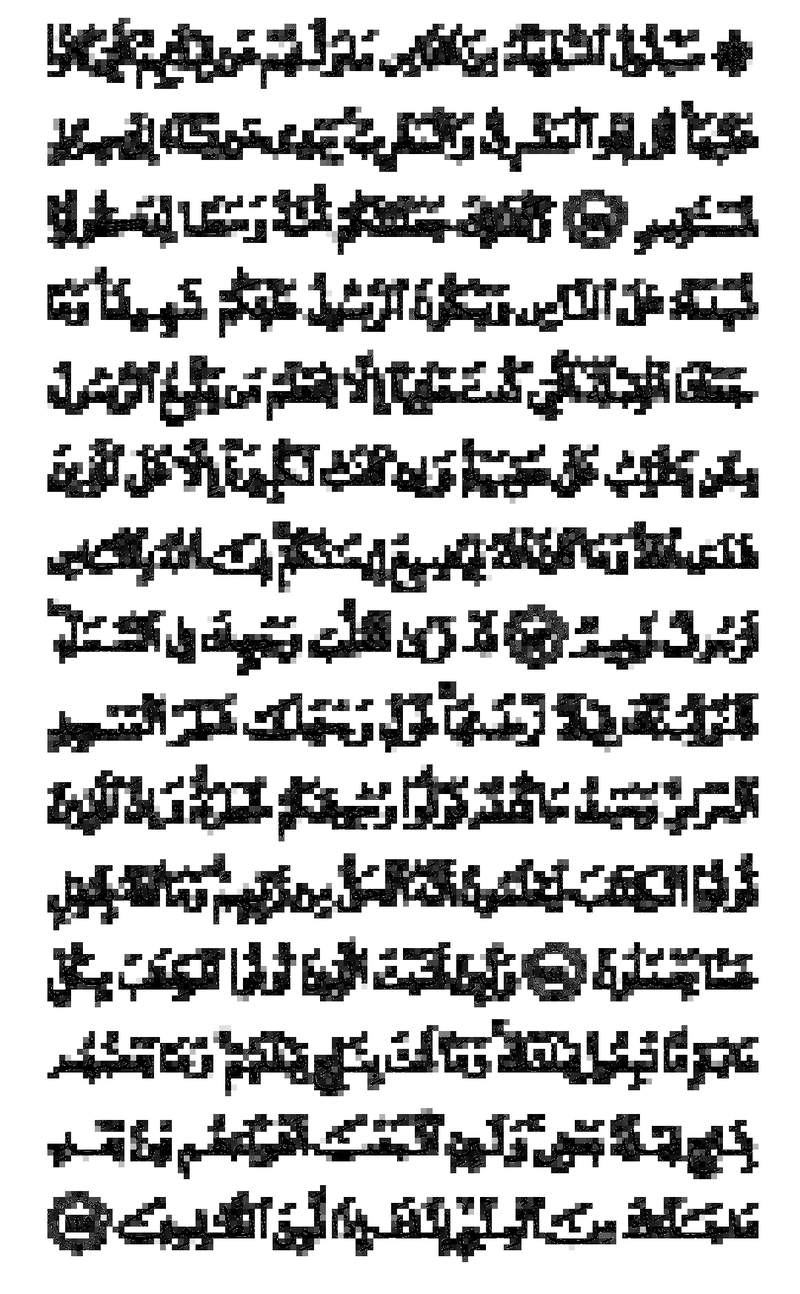 ۞ سيقول السفهاء من الناس ما ولىهم عن قبلتهم التي كانوا
عليها قل لله المشرق والمغرب يهدي من يشاء إلى صراط
مستقيم وكذلك جعلناكم أمة وسطا لتكونوا
شهداء على الناس ويكون الرسول عليكم شهيدا وما
جعلنا القبلة التي كنت عليها إلا لنعلم من يتبع الرسول
ممن ينقلب على عقبيه وإن كانت لكبيرة إلا على الذين
هدى الله وما كان الله ليضيع إيمانكم إن الله بالناس
لرءوف رحيم قد نرى تقلب وجهك في السماء
فلنولينك قبلة ترضاها فول وجهك شطر المسجد
الحرام وحيث ما كنتم فولوا وجوهكم شطره وإن الذين
أوتوا الكتاب ليعلمون أنه الحق من ربهم وما الله بغافل
عما يعملون ولئن أتيت الذين أوتوا الكتاب بكل
آية ما تبعوا قبلتك وما أنت بتابع قبلتهم وما بعضهم
بتابع قبلة بعض ولئن اتبعت أهواءهم من بعد
ما جاءك من العلم إنك إذا لمن الظالمين